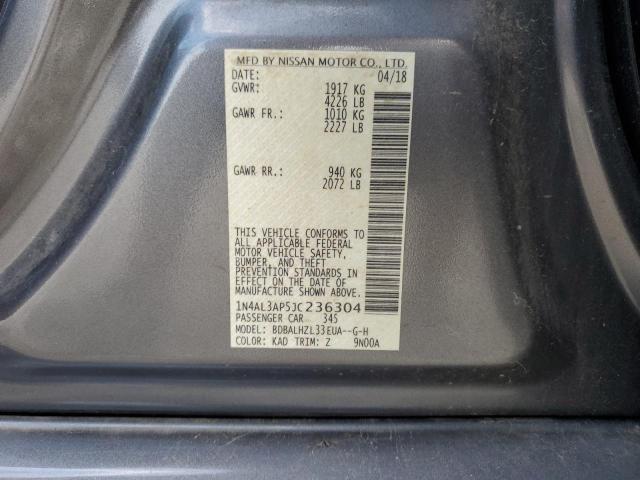 MFD BY NISSAN MOTOR CO., LTD.
DATE: 04/18
GVWR: 1917 KG
4226 LB
GAWR FR.: 1010 KG
2227 LB
GAWR RR.: 940 KG
2072 LB
THIS VEHICLE CONFORMS TO
ALL APPLICABLE FEDERAL
MOTOR VEHICLE SAFETY,
BUMPER, AND THEFT
PREVENTION STANDARDS IN
EFFECT ON THE DATE OF
MANUFACTURE SHOWN ABOVE.
1N4AL3AP5JC236304
PASSENGER CAR 345
MODEL: BDBALHZL33EUA--G-H
COLOR: KAD TRIM: Z 9N00A